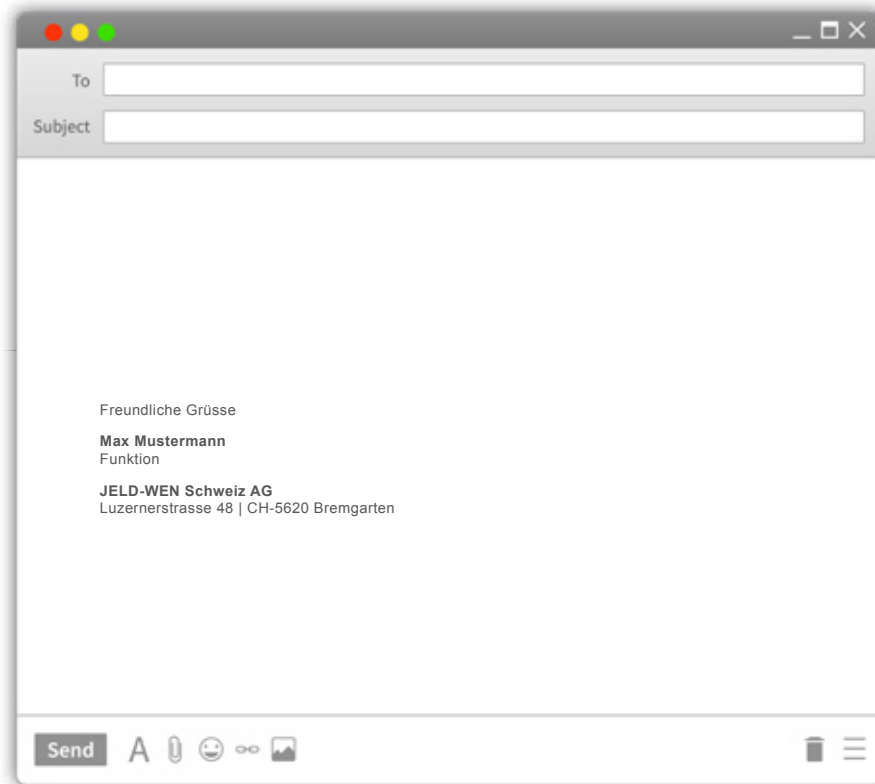 To
Subject
Freundliche Grüsse
Max Mustermann
Funktion
JELD-WEN Schweiz AG
Luzernerstrasse 48 | CH-5620 Bremgarten
Send
A